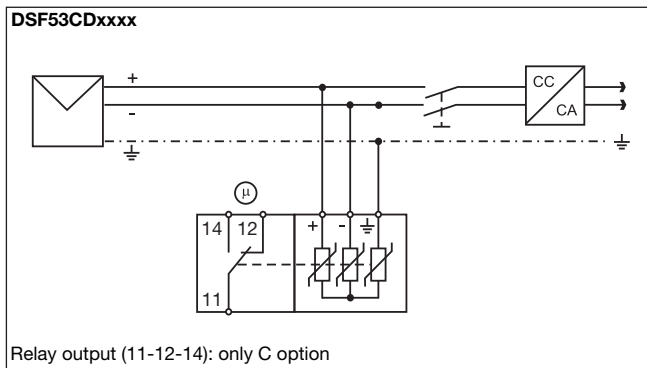 DSF53CDxxxx
+
CC
CA
-
μ
14 12
+ -
11
Relay output (11-12-14): only C option